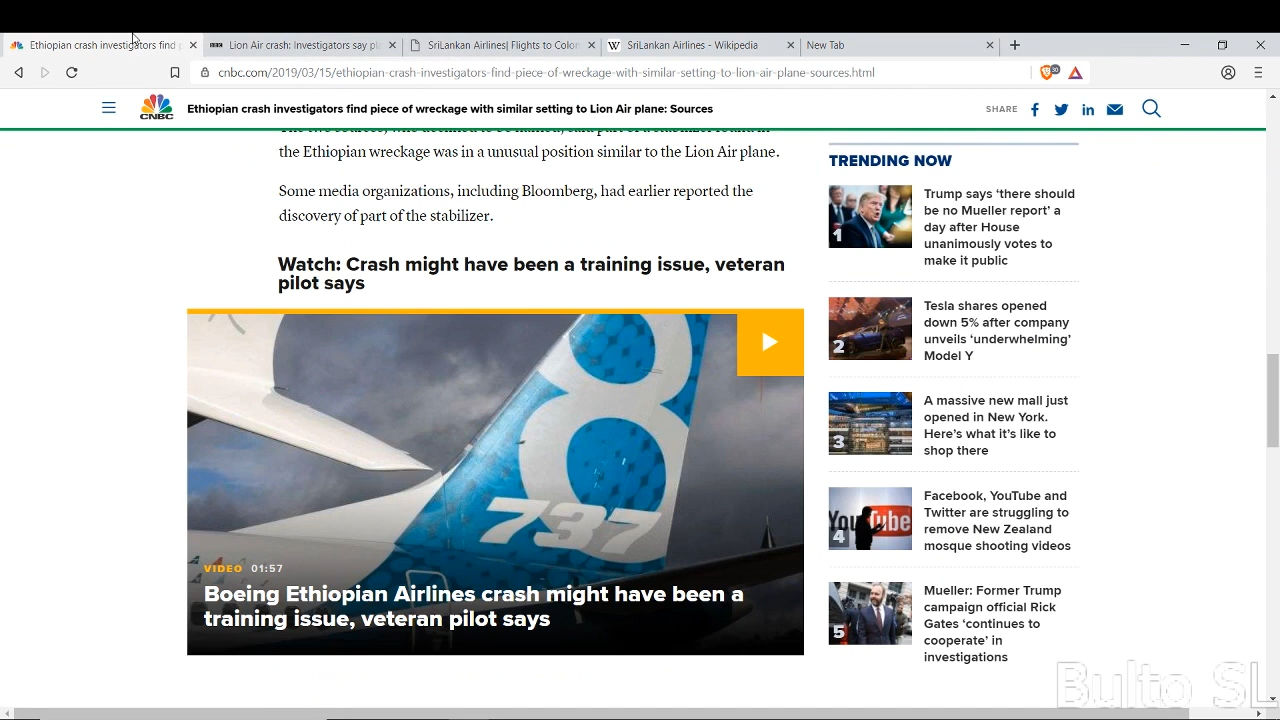 Ethiopian crash investigators find
Lion Air crash: Investigators say pl
SriLankan Airlines| Flights to Colon
SriLankan Airlines - Wikipedia
New Tab
cnbc.com/2019/03/15/ethiopian-crash-investigators-find-piece-of-wreckage-with-similar-setting-to-lion-air-plane-sources.html
30
CNBC
Ethiopian crash investigators find piece of wreckage with similar setting to Lion Air plane: Sources
SHARE
the Ethiopian wreckage was in a unusual position similar to the Lion Air plane.
Some media organizations, including Bloomberg, had earlier reported the
discovery of part of the stabilizer.
Watch: Crash might have been a training issue, veteran
pilot says
8
737
VIDEO 01:57
Boeing Ethiopian Airlines crash might have been a
training issue, veteran pilot says
TRENDING NOW
1
Trump says ‘there should
be no Mueller report’ a
day after House
unanimously votes to
make it public
2
Tesla shares opened
down 5% after company
unveils ‘underwhelming’
Model Y
3
A massive new mall just
opened in New York.
Here’s what it’s like to
shop there
YouTube
4
Facebook, YouTube and
Twitter are struggling to
remove New Zealand
mosque shooting videos
5
Mueller: Former Trump
campaign official Rick
Gates ‘continues to
cooperate’ in
investigations
Bulto SL